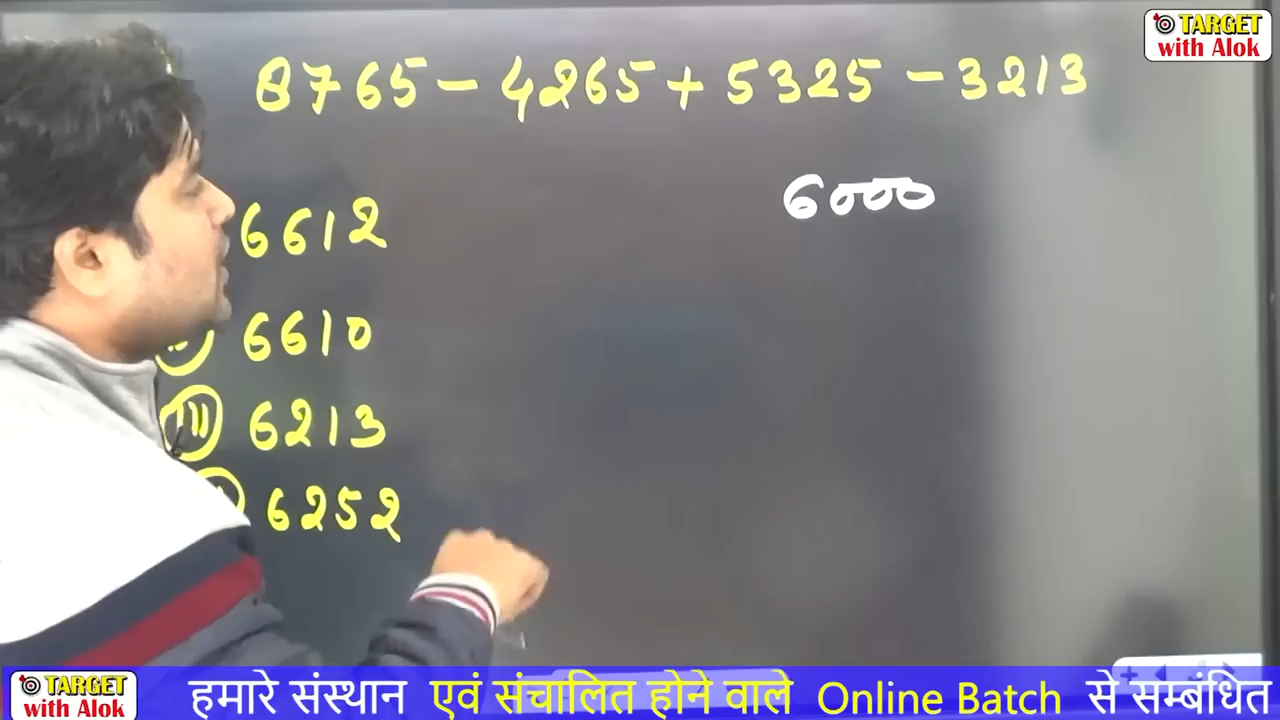 TARGET
with Alok
8765 - 4265 + 5325 - 3213
6000
6612
6610
III 6213
6252
TARGET
with Alok
हमारे संस्थान एवं संचालित होने वाले Online Batch से सम्बंधित